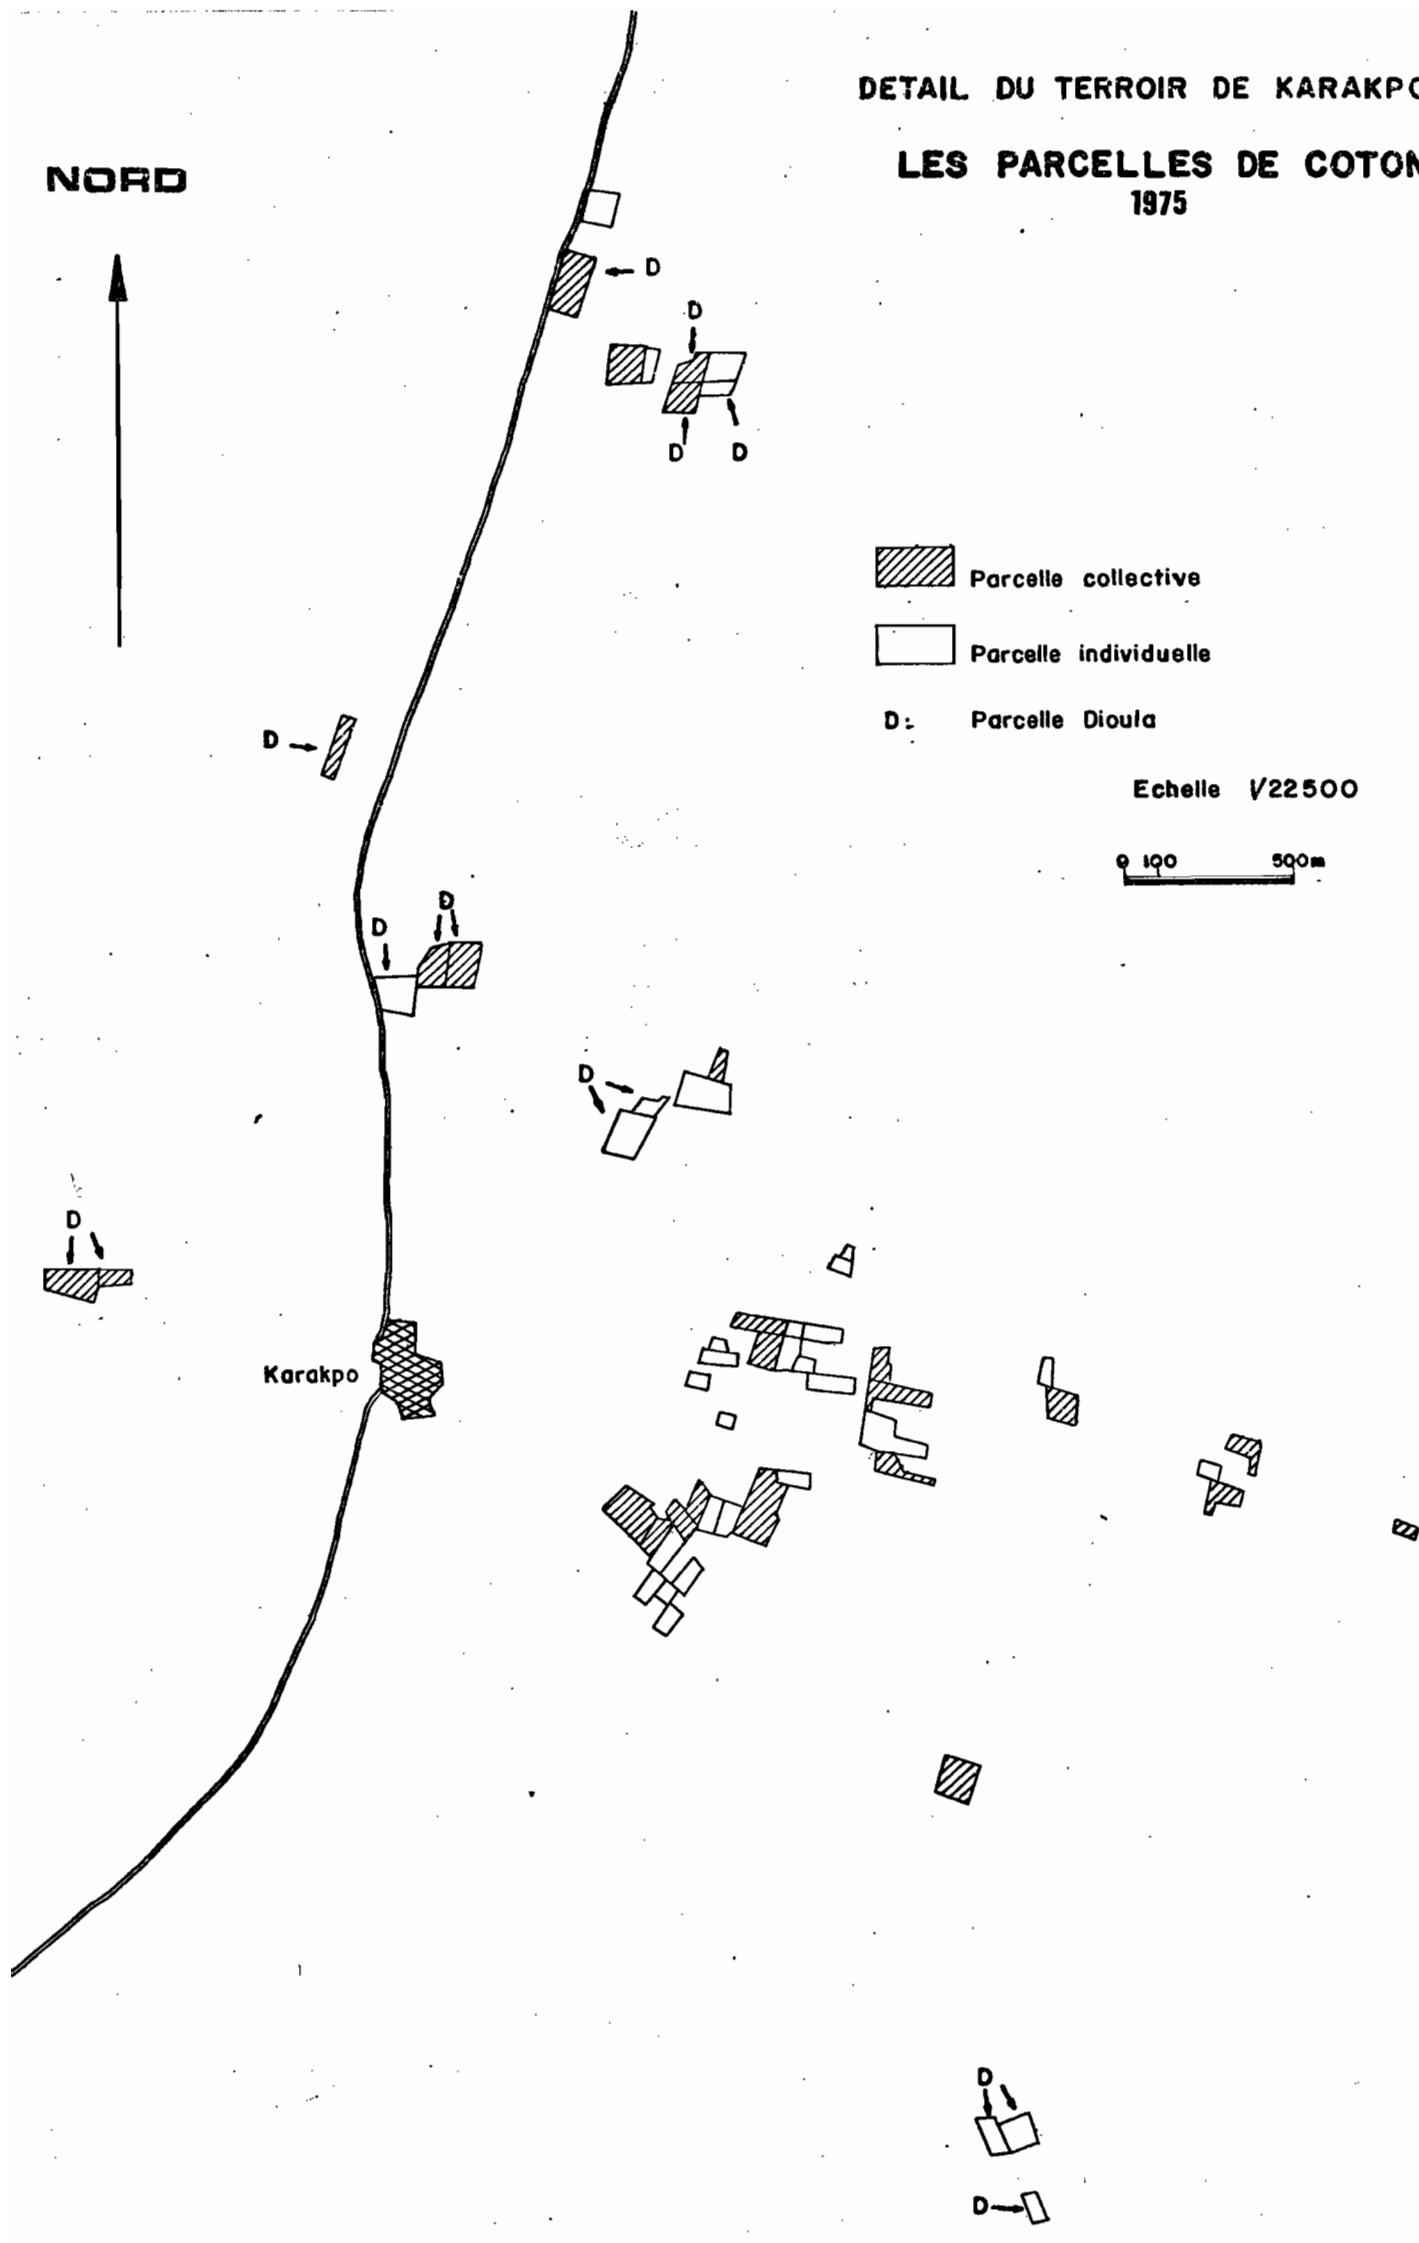 DETAIL DU TERROIR DE KARAKPO
LES PARCELLES DE COTON
1975
NORD
D
D
D
D
Parcelle collective
Parcelle individuelle
D: Parcelle Dioula
Echelle 1/22500
0 100 500m
D
D
D
D
D
Karakpo
D
D